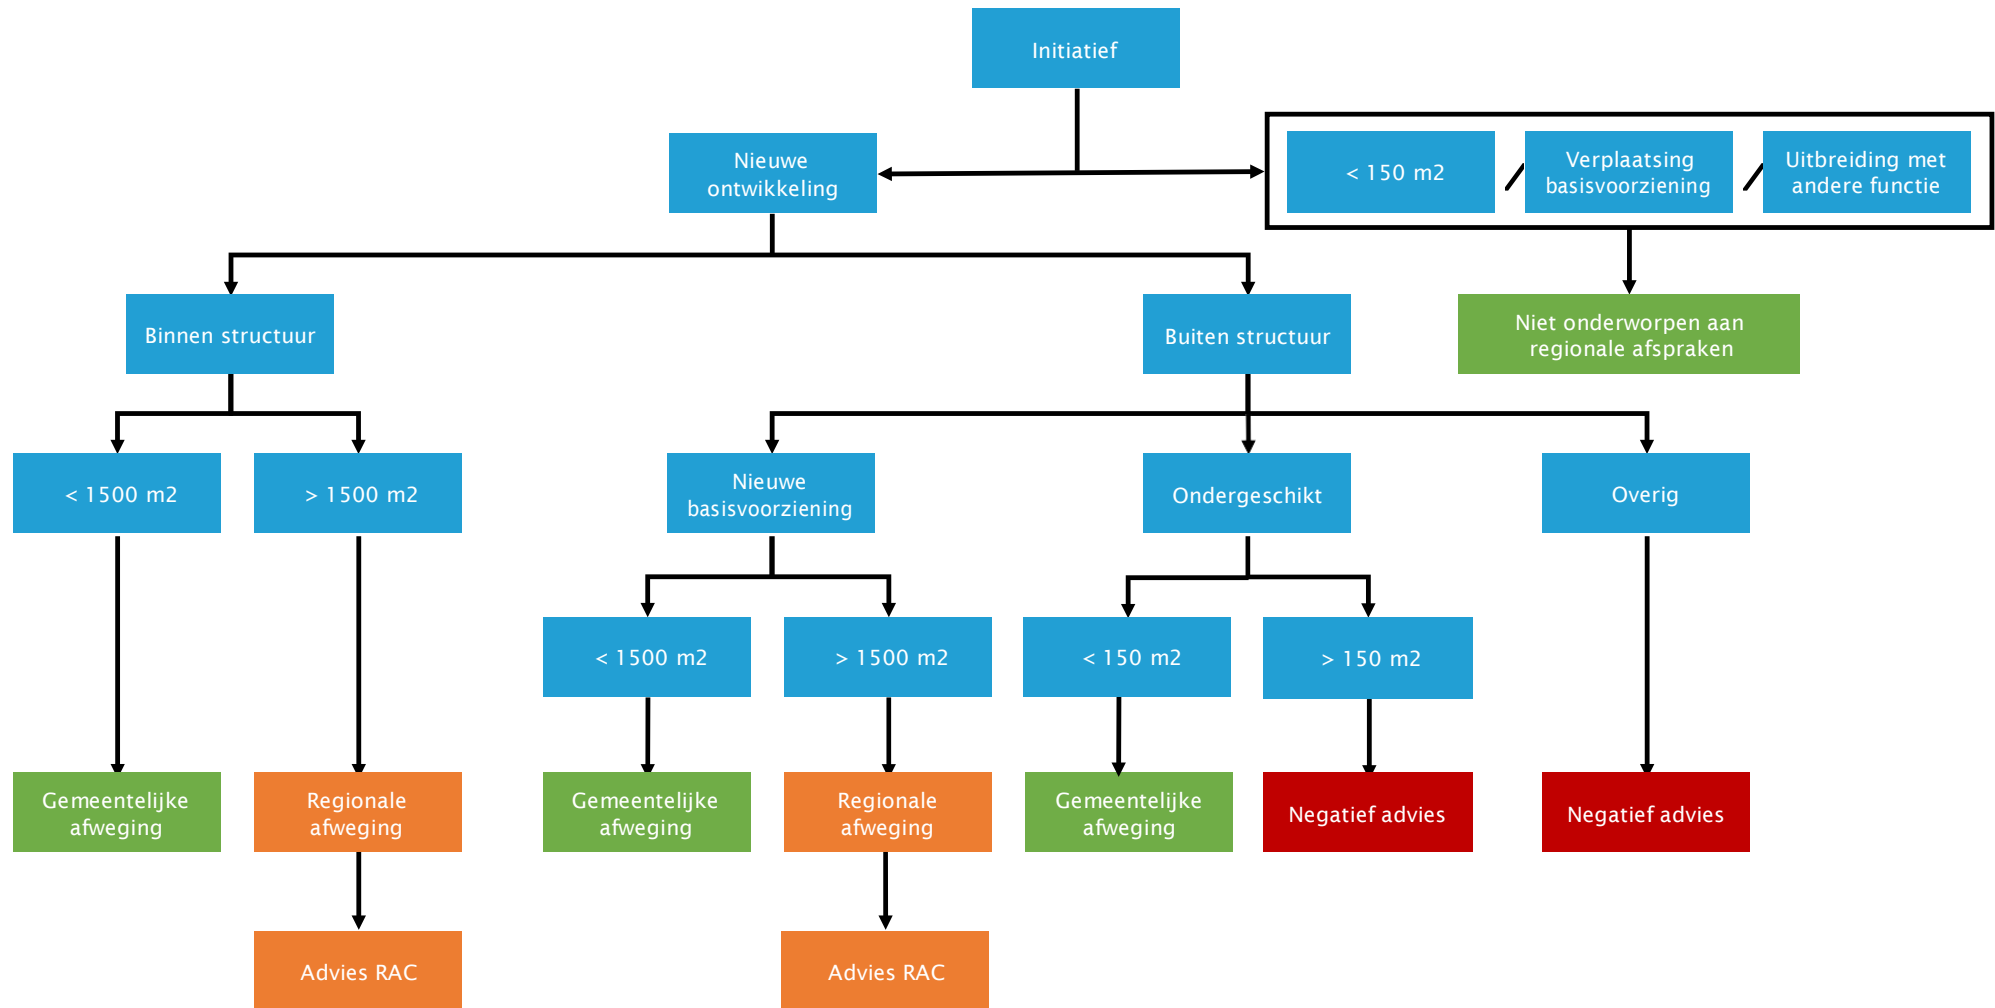 Initiatief
Nieuwe
ontwikkeling
< 150 m2
/
Verplaatsing
basisvoorziening
/
Uitbreiding met
andere functie
Binnen structuur
Buiten structuur
Niet onderworpen aan
regionale afspraken
< 1500 m2
> 1500 m2
Nieuwe
basisvoorziening
Ondergeschikt
Overig
< 1500 m2
> 1500 m2
< 150 m2
> 150 m2
Gemeentelijke
afweging
Regionale
afweging
Gemeentelijke
afweging
Regionale
afweging
Gemeentelijke
afweging
Negatief advies
Negatief advies
Advies RAC
Advies RAC